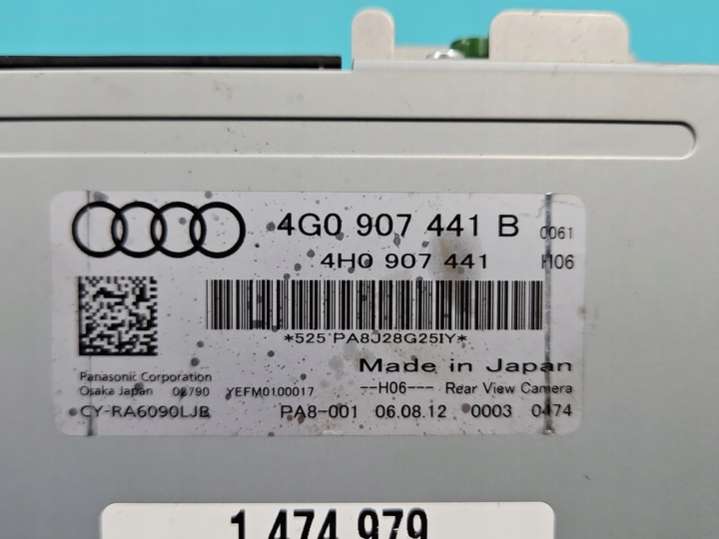 4G0 907 441 B 0061
4H0 907 441 H06
*525*PA8J28G25IY*
Made in Japan
Panasonic Corporation
Osaka Japan 08790 YEFM0100017 --H06--- Rear View Camera
CY-RA6090LJB PA8-001 06.08.12 0003 0474
1 474 979